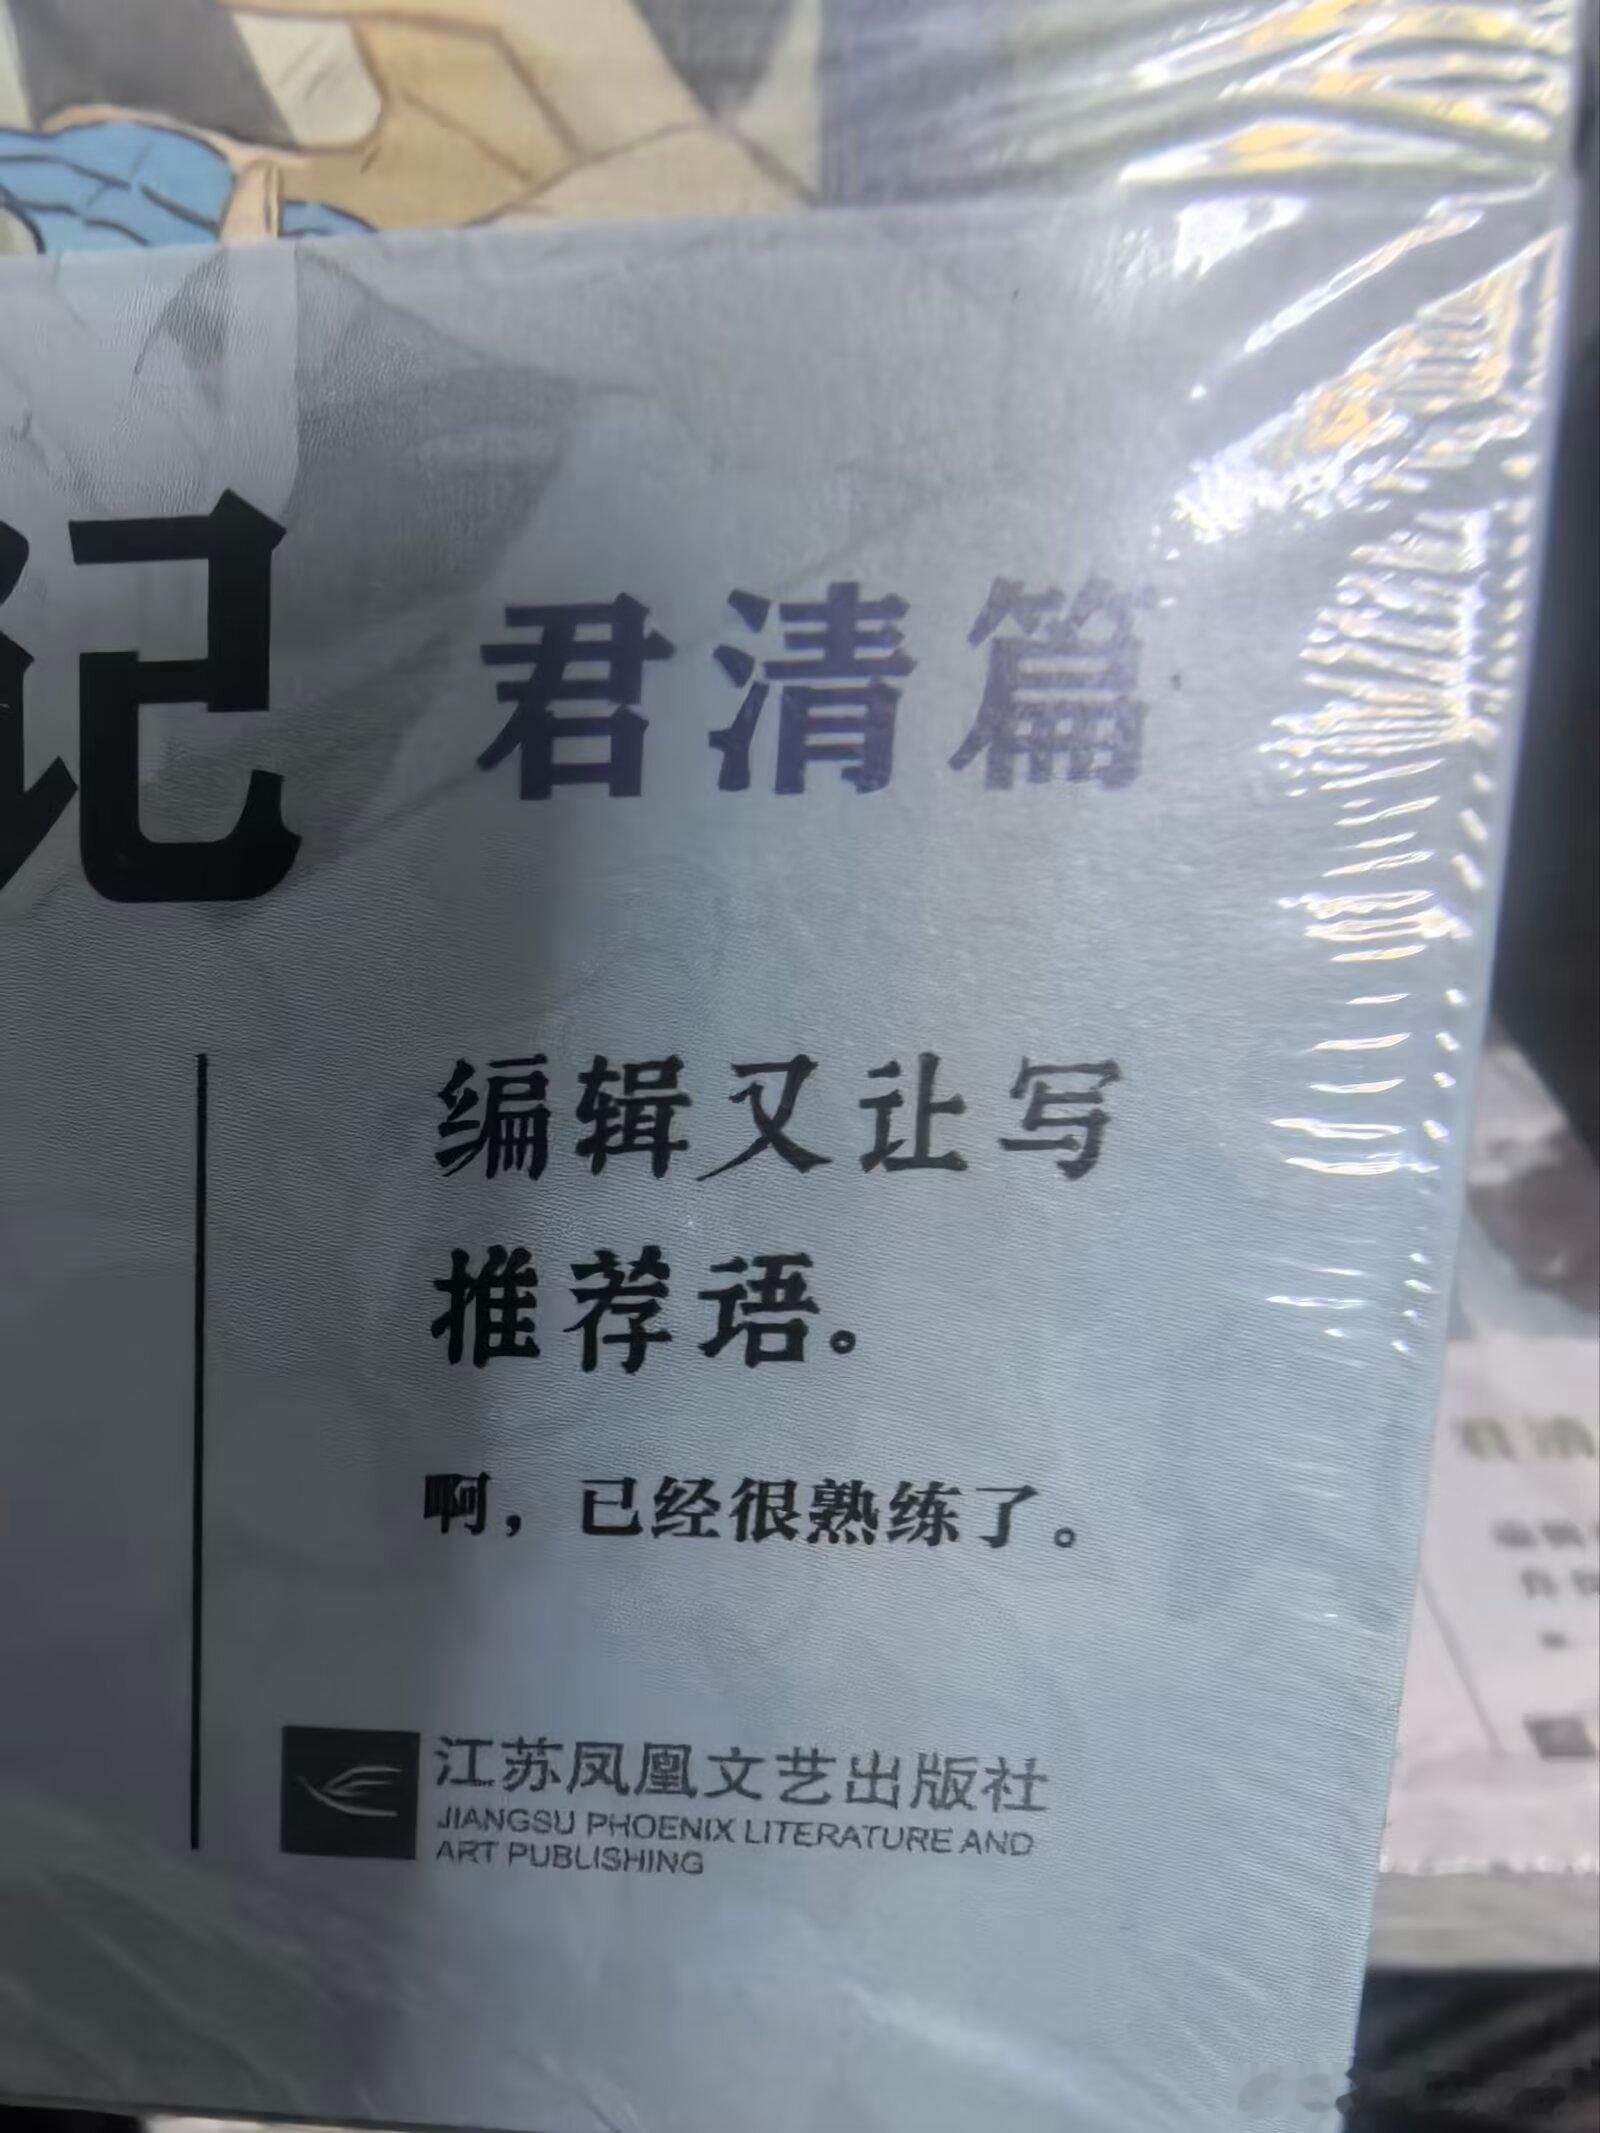 记 君清篇
编辑又让写
推荐语。
啊，已经很熟练了。
江苏凤凰文艺出版社
JIANGSU PHOENIX LITERATURE AND
ART PUBLISHING